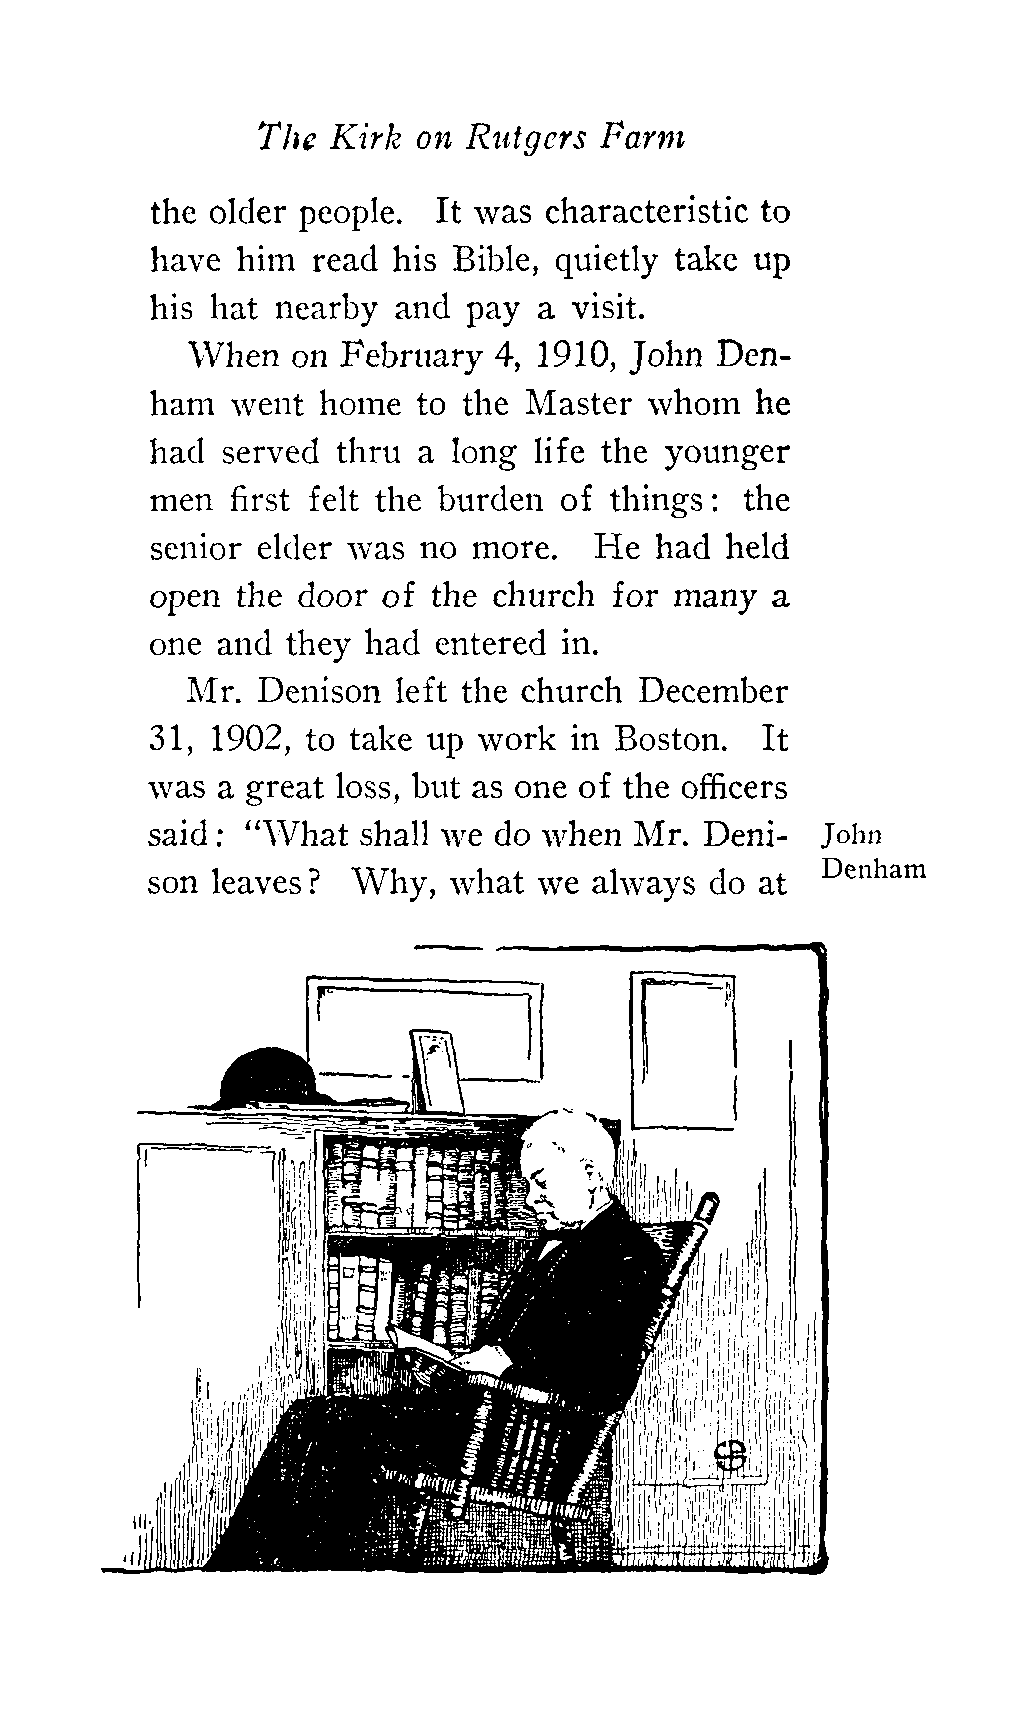 The Kirk on Rutgers Farm
the older people. It was characteristic to
have him read his Bible, quietly take up
his hat nearby and pay a visit.
When on February 4, 1910, John Den-
ham went home to the Master whom he
had served thru a long life the younger
men first felt the burden of things: the
senior elder was no more. He had held
open the door of the church for many a
one and they had entered in.
Mr. Denison left the church December
31, 1902, to take up work in Boston. It
was a great loss, but as one of the officers
said: "What shall we do when Mr. Deni-
son leaves? Why, what we always do at
John
Denham